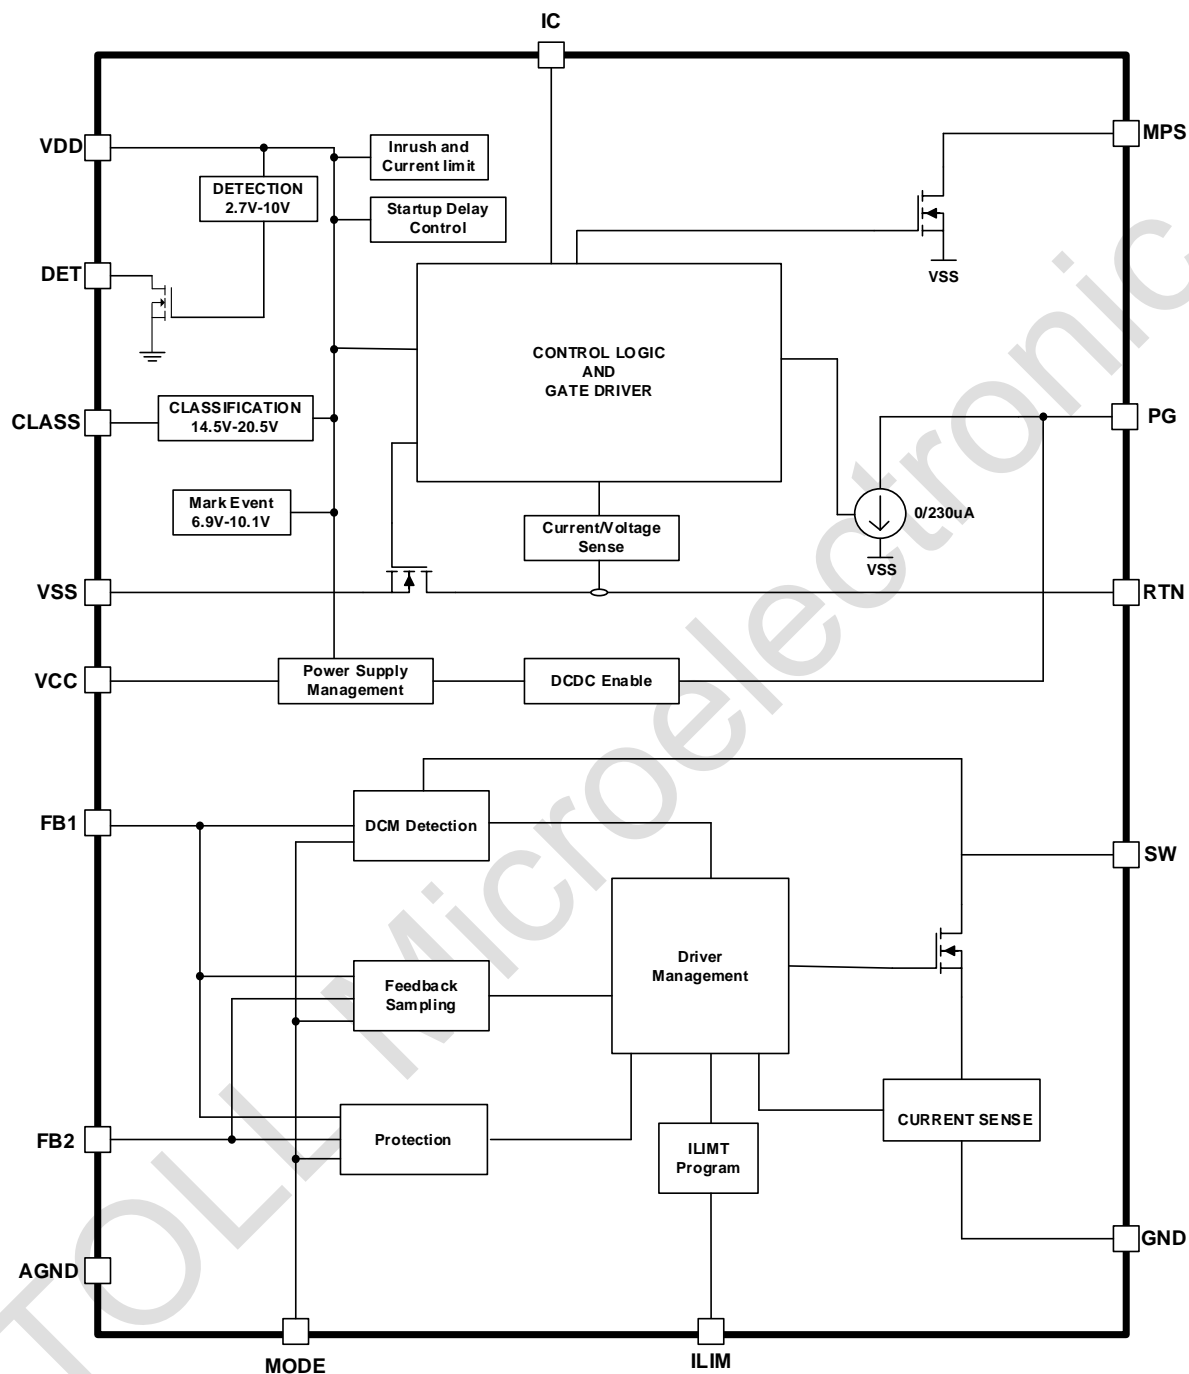 IC
VDD
MPS
Inrush and
Current limit
DETECTION
2.7V-10V
Startup Delay
Control
DET
VSS
CONTROL LOGIC
AND
GATE DRIVER
CLASS
CLASSIFICATION
14.5V-20.5V
PG
Mark Event
6.9V-10.1V
Current/Voltage
Sense
0/230uA
VSS
VSS
RTN
VCC
Power Supply
Management
DCDC Enable
FB1
DCM Detection
SW
Driver
Management
Feedback
Sampling
CURRENT SENSE
FB2
Protection
ILIMT
Program
GND
AGND
MODE
ILIM
TOLL Microelectronic